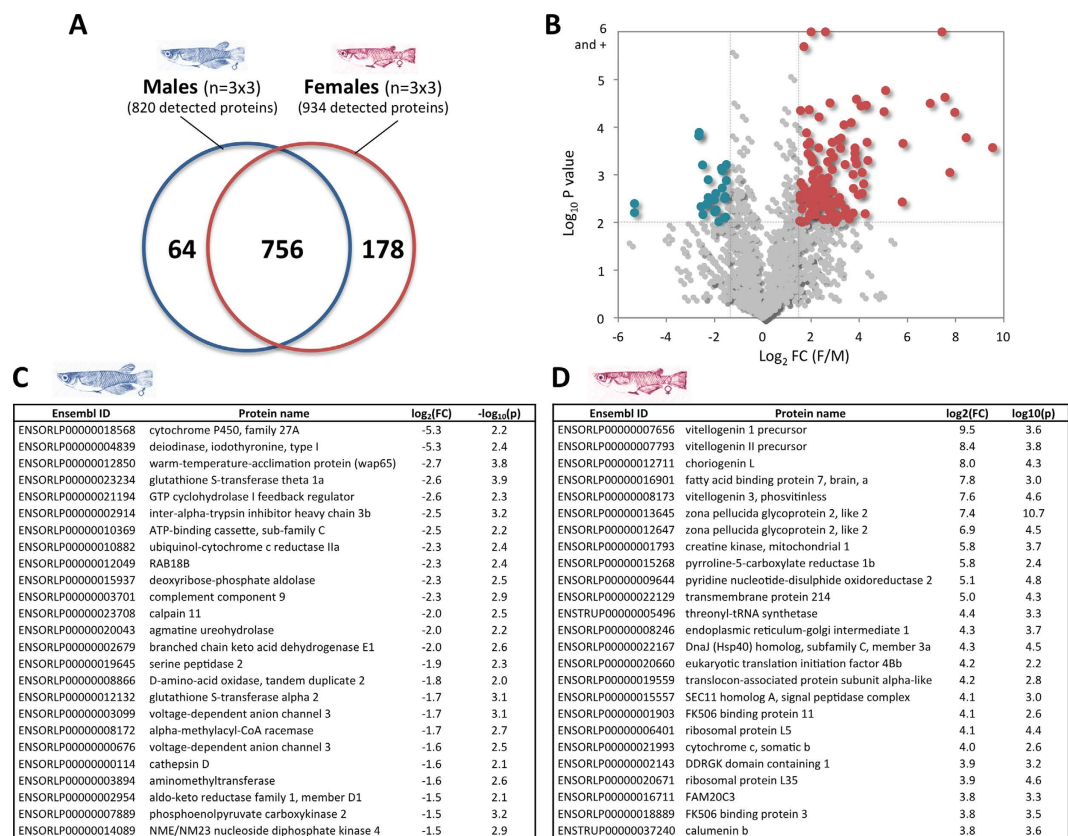 A
Males (n=3x3)
(820 detected proteins)
Females (n=3x3)
(934 detected proteins)
64
756
178
B
6
and +
5
4
3
2
1
0
Log10 P value
-6 -4 -2 0 2 4 6 8 10
Log2 FC (F/M)
C
Ensembl ID Protein name log2(FC) -log10(p)
ENSORLP00000018568 cytochrome P450, family 27A -5.3 2.2
ENSORLP00000004839 deiodinase, iodothyronine, type I -5.3 2.4
ENSORLP00000012850 warm-temperature-acclimation protein (wap65) -2.7 3.8
ENSORLP00000023234 glutathione S-transferase theta 1a -2.6 3.9
ENSORLP00000021194 GTP cyclohydrolase I feedback regulator -2.6 2.3
ENSORLP00000002914 inter-alpha-trypsin inhibitor heavy chain 3b -2.5 3.2
ENSORLP00000010369 ATP-binding cassette, sub-family C -2.5 2.2
ENSORLP00000010882 ubiquinol-cytochrome c reductase IIa -2.3 2.4
ENSORLP00000012049 RAB18B -2.3 2.4
ENSORLP00000015937 deoxyribose-phosphate aldolase -2.3 2.5
ENSORLP00000003701 complement component 9 -2.3 2.9
ENSORLP00000023708 calpain 11 -2.0 2.5
ENSORLP00000020043 agmatine ureohydrolase -2.0 2.2
ENSORLP00000002679 branched chain keto acid dehydrogenase E1 -2.0 2.6
ENSORLP00000019645 serine peptidase 2 -1.9 2.3
ENSORLP00000008866 D-amino-acid oxidase, tandem duplicate 2 -1.8 2.0
ENSORLP00000012132 glutathione S-transferase alpha 2 -1.7 3.1
ENSORLP00000003099 voltage-dependent anion channel 3 -1.7 3.1
ENSORLP00000008172 alpha-methylacyl-CoA racemase -1.7 2.7
ENSORLP00000000676 voltage-dependent anion channel 3 -1.6 2.5
ENSORLP00000000114 cathepsin D -1.6 2.1
ENSORLP00000003894 aminomethyltransferase -1.6 2.6
ENSORLP00000002954 aldo-keto reductase family 1, member D1 -1.5 2.1
ENSORLP00000007889 phosphoenolpyruvate carboxykinase 2 -1.5 3.2
ENSORLP00000014089 NME/NM23 nucleoside diphosphate kinase 4 -1.5 2.9
D
Ensembl ID Protein name log2(FC) log10(p)
ENSORLP00000007656 vitellogenin 1 precursor 9.5 3.6
ENSORLP00000007793 vitellogenin II precursor 8.4 3.8
ENSORLP00000012711 choriogenin L 8.0 4.3
ENSORLP00000016901 fatty acid binding protein 7, brain, a 7.8 3.0
ENSORLP00000008173 vitellogenin 3, phosvitinless 7.6 4.6
ENSORLP00000013645 zona pellucida glycoprotein 2, like 2 7.4 10.7
ENSORLP00000012647 zona pellucida glycoprotein 2, like 2 6.9 4.5
ENSORLP00000001793 creatine kinase, mitochondrial 1 5.8 3.7
ENSORLP00000015268 pyrroline-5-carboxylate reductase 1b 5.8 2.4
ENSORLP00000009644 pyridine nucleotide-disulphide oxidoreductase 2 5.1 4.8
ENSORLP00000022129 transmembrane protein 214 5.0 4.3
ENSTRUP00000005496 threonyl-tRNA synthetase 4.4 3.3
ENSORLP00000008246 endoplasmic reticulum-golgi intermediate 1 4.3 3.7
ENSORLP00000022167 DnaJ (Hsp40) homolog, subfamily C, member 3a 4.3 4.5
ENSORLP00000020660 eukaryotic translation initiation factor 4Bb 4.2 2.2
ENSORLP00000019559 translocon-associated protein subunit alpha-like 4.2 2.8
ENSORLP00000015557 SEC11 homolog A, signal peptidase complex 4.1 3.0
ENSORLP00000001903 FK506 binding protein 11 4.1 2.6
ENSORLP00000006401 ribosomal protein L5 4.1 4.4
ENSORLP00000021993 cytochrome c, somatic b 4.0 2.6
ENSORLP00000002143 DDRGK domain containing 1 3.9 3.2
ENSORLP00000020671 ribosomal protein L35 3.9 4.6
ENSORLP00000016711 FAM20C3 3.8 3.3
ENSORLP00000018889 FK506 binding protein 3 3.8 3.5
ENSTRUP00000037240 calumenin b 3.8 3.6